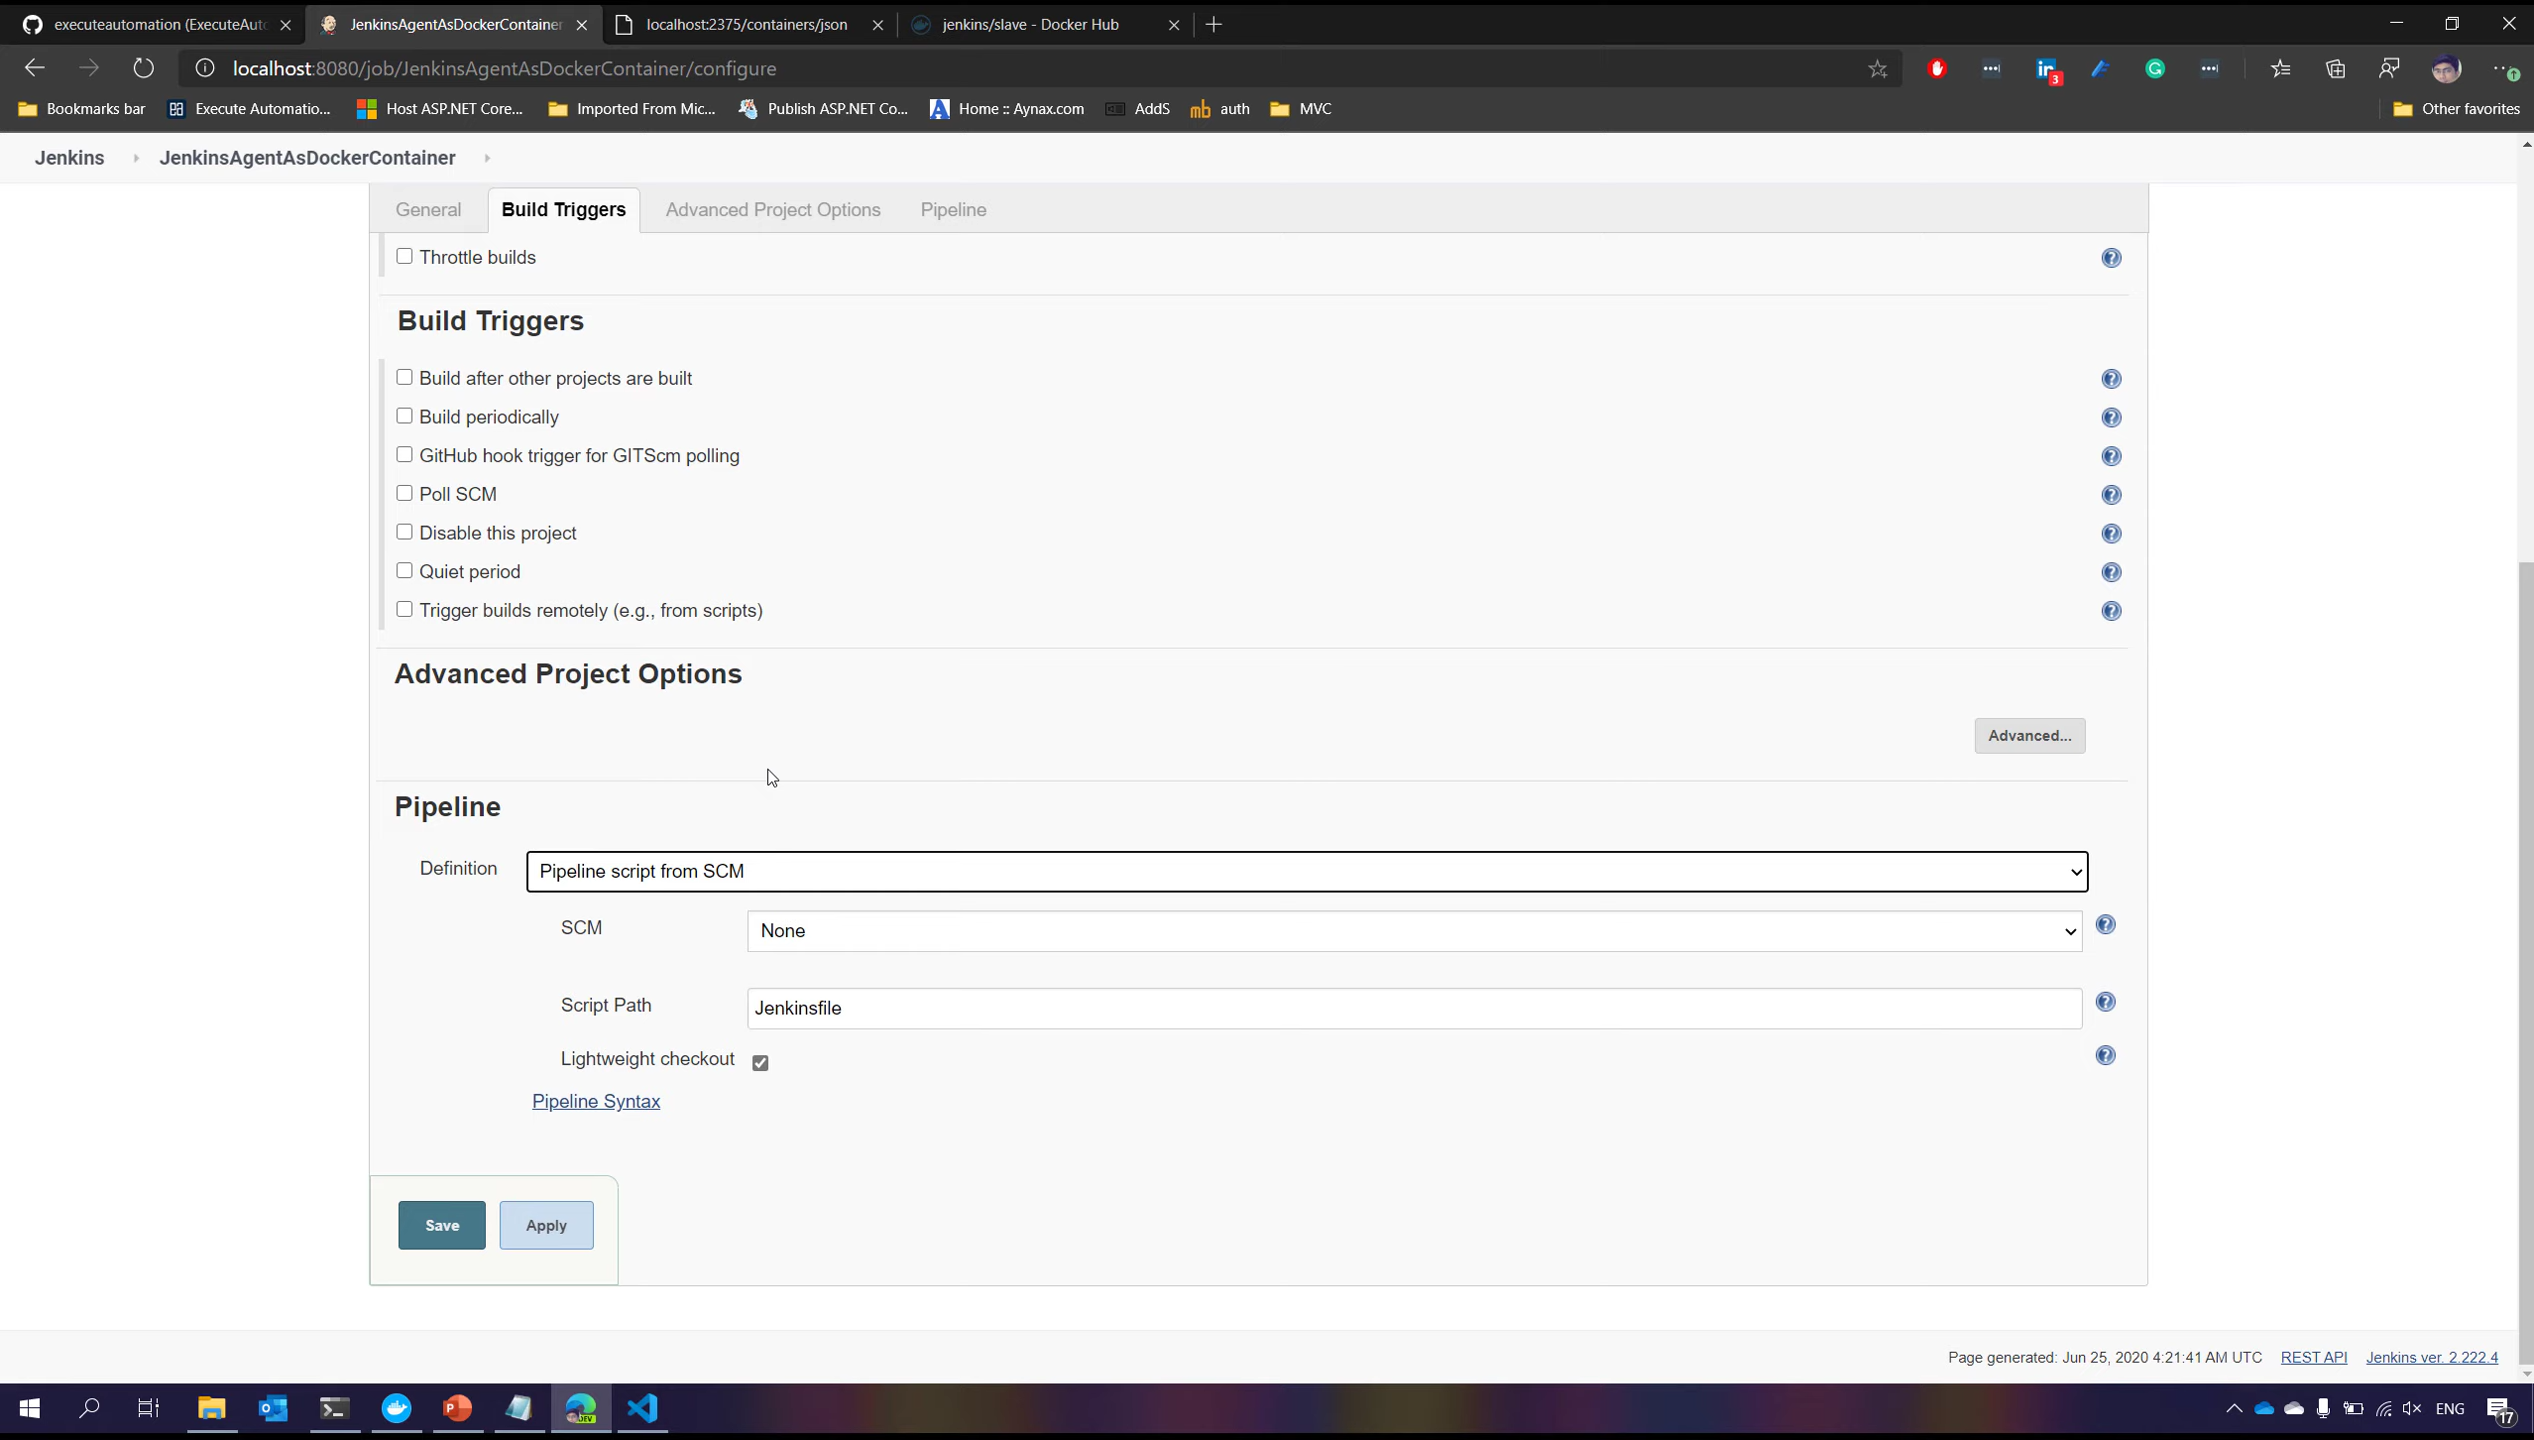 executeautomation (ExecuteAuto
JenkinsAgentAsDockerContainer
localhost:2375/containers/json
jenkins/slave - Docker Hub
localhost:8080/job/JenkinsAgentAsDockerContainer/configure
3
Bookmarks bar
Execute Automatio...
Host ASP.NET Core...
Imported From Mic...
Publish ASP.NET Co...
Home :: Aynax.com
AddS
auth
MVC
Other favorites
Jenkins
JenkinsAgentAsDockerContainer
General
Build Triggers
Advanced Project Options
Pipeline
Throttle builds
Build Triggers
Build after other projects are built
Build periodically
GitHub hook trigger for GITScm polling
Poll SCM
Disable this project
Quiet period
Trigger builds remotely (e.g., from scripts)
Advanced Project Options
Advanced...
Pipeline
Definition
Pipeline script from SCM
SCM
None
Script Path
Jenkinsfile
Lightweight checkout
Pipeline Syntax
Save
Apply
Page generated: Jun 25, 2020 4:21:41 AM UTC
REST API
Jenkins ver. 2.222.4
ENG
17